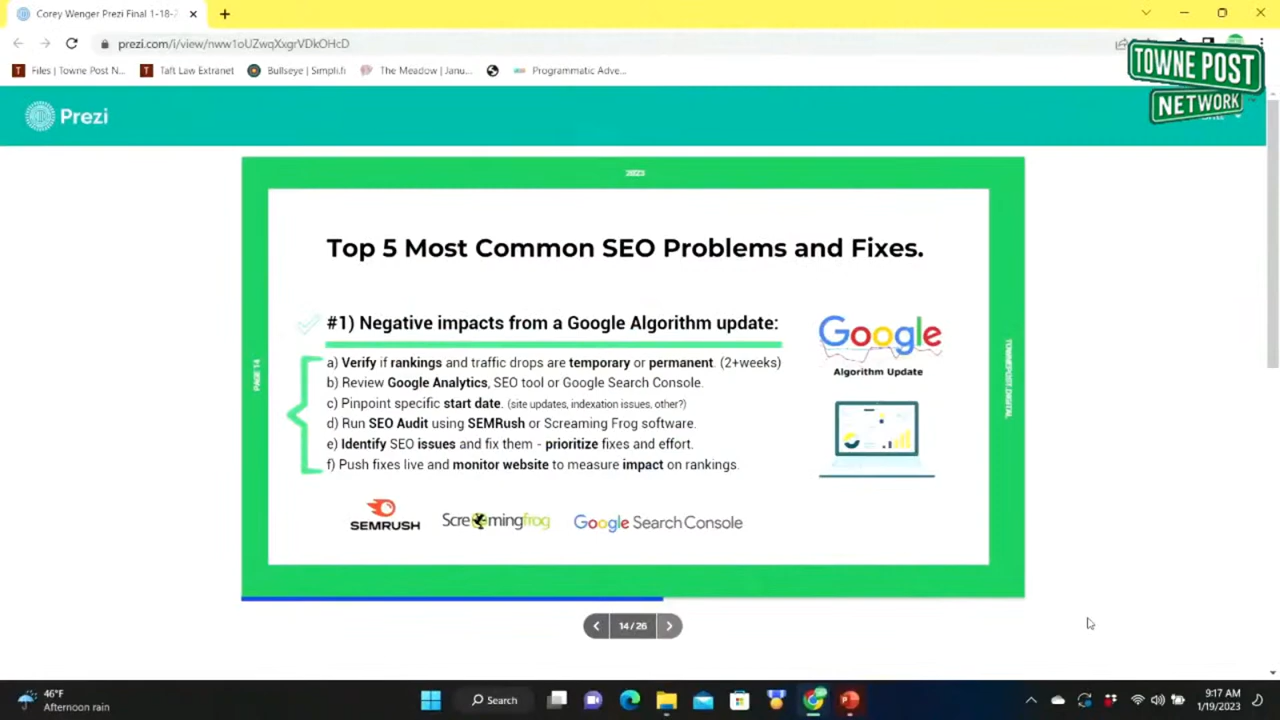 Corey Wenger Prezi Final 1-18-
prezi.com/i/view/nww1oUZwqXxgrVDkOHcD
Files | Towne Post N...
Taft Law Extranet
Bullseye | Simpli.fi
The Meadow | Janu...
Programmatic Adve...
TOWNE POST
NETWORK
Prezi
2023
Top 5 Most Common SEO Problems and Fixes.
#1) Negative impacts from a Google Algorithm update:
a) Verify if rankings and traffic drops are temporary or permanent. (2+weeks)
b) Review Google Analytics, SEO tool or Google Search Console.
c) Pinpoint specific start date. (site updates, indexation issues, other?)
d) Run SEO Audit using SEMRush or Screaming Frog software.
e) Identify SEO issues and fix them - prioritize fixes and effort.
f) Push fixes live and monitor website to measure impact on rankings.
Google
Algorithm Update
PAGE 14
TOWNEPOST.DIGITAL
SEMRUSH
Screamingfrog
Google Search Console
14 / 26
46°F
Afternoon rain
Search
9:17 AM
1/19/2023